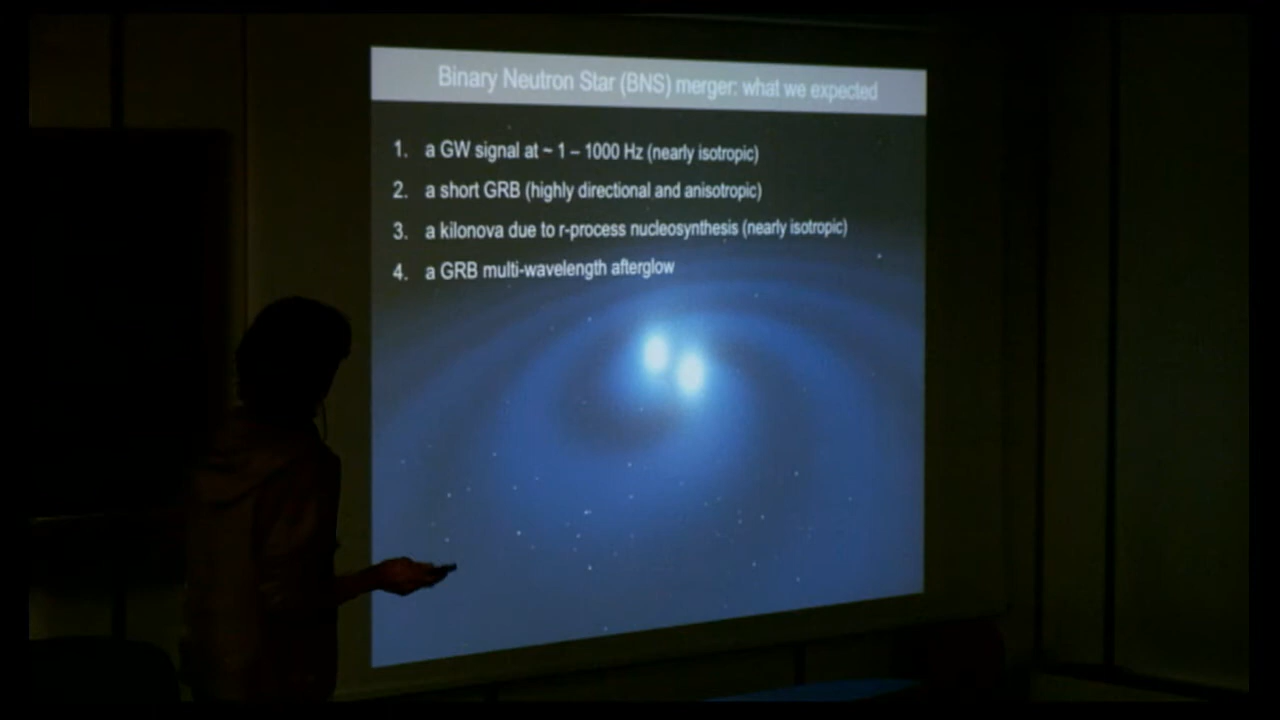 Binary Neutron Star (BNS) merger: what we expected
1. a GW signal at ~ 1 – 1000 Hz (nearly isotropic)
2. a short GRB (highly directional and anisotropic)
3. a kilonova due to r-process nucleosynthesis (nearly isotropic)
4. a GRB multi-wavelength afterglow